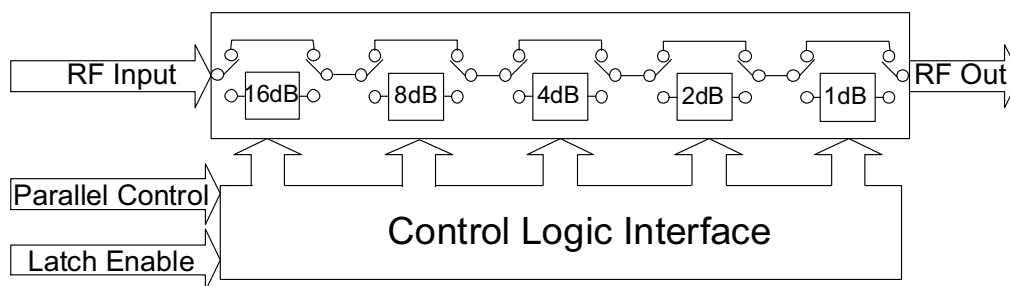 RF Input
16dB
8dB
4dB
2dB
1dB
RF Out
Parallel Control
Control Logic Interface
Latch Enable